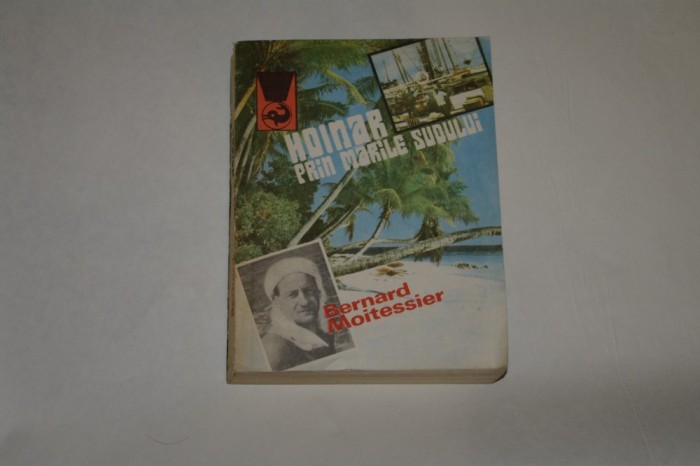 HOINAR
PRIN MARILE SUDULUI
Bernard
Moitessier